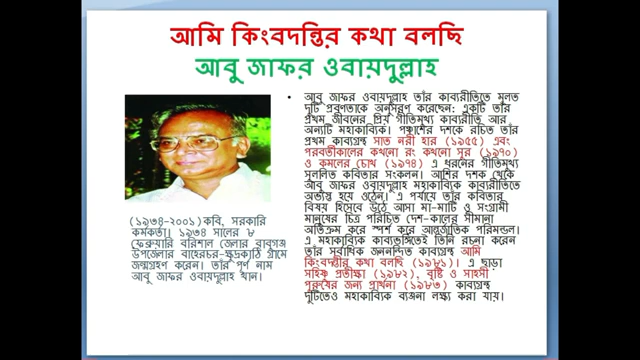 আমি কিংবদন্তির কথা বলছি
আবু জাফর ওবায়দুল্লাহ
(১৯৩৪-২০০১) কবি, সরকারি
কর্মকর্তা। ১৯৩৪ সালের ৮
ফেব্রুয়ারি বরিশাল জেলার বাবুগঞ্জ
উপজেলার বাহেরচর-ক্ষুদ্রকাঠি গ্রামে
জন্মগ্রহণ করেন। তাঁর পূর্ণ নাম
আবু জাফর ওবায়দুল্লাহ খান।
• আবু জাফর ওবায়দুল্লাহ তাঁর কাব্যরীতিতে মূলত
দুটি প্রবণতাকে অনুসরণ করেছেন: একটি তাঁর
প্রথম জীবনের প্রিয় গীতিমুখ্য কাব্যরীতি আর
অন্যটি মহাকাব্যিক। পঞ্চাশের দশকে রচিত তাঁর
প্রথম কাব্যগ্রন্থ সাত নরী হার (১৯৫৫) এবং
পরবর্তীকালের কখনো রং কখনো সুর (১৯৭০)
ও কমলের চোখ (১৯৭৪) এ ধরনের গীতিমুখ্য
সুললিত কবিতার সংকলন। আশির দশক থেকে
আবু জাফর ওবায়দুল্লাহ মহাকাব্যিক কাব্যরীতিতে
অভ্যস্ত হয়ে ওঠেন। এ পর্যায়ে তাঁর কবিতার
বিষয় হিসেবে উঠে আসা মা-মাটি ও সংগ্রামী
মানুষের চিত্র পরিচিত দেশ-কালের সীমানা
অতিক্রম করে স্পর্শ করে আন্তর্জাতিক পরিমন্ডল।
এ মহাকাব্যিক কাব্যভঙ্গিতেই তিনি রচনা করেন
তাঁর সর্বাধিক জননন্দিত কাব্যগ্রন্থ আমি
কিংবদন্তীর কথা বলছি (১৯৮১)। এ ছাড়া
সহিষ্ণু প্রতীক্ষা (১৯৮২), বৃষ্টি ও সাহসী
পুরুষের জন্য প্রার্থনা (১৯৮৩) কাব্যগ্রন্থ
দুটিতেও মহাকাব্যিক ব্যঞ্জনা লক্ষ্য করা যায়।